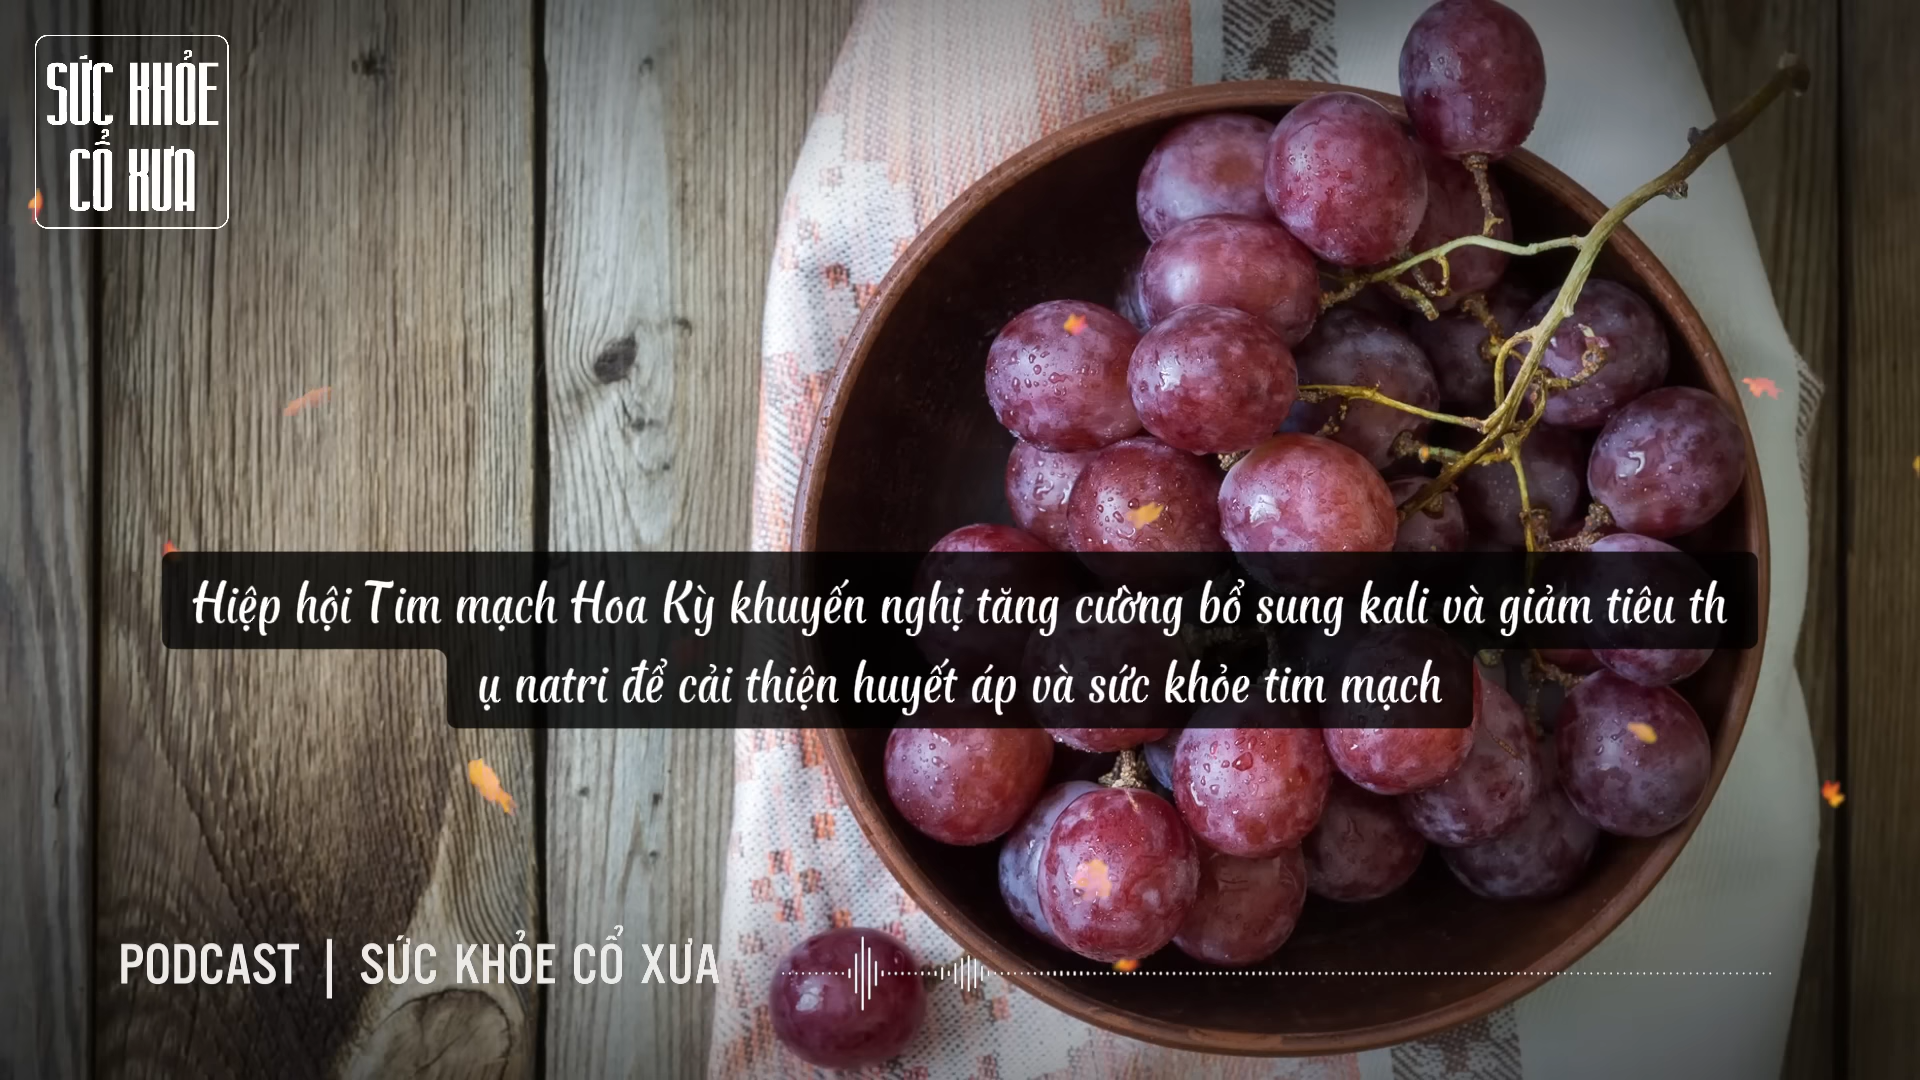 SỨC KHỎE
CỔ XƯA
Hiệp hội Tim mạch Hoa Kỳ khuyến nghị tăng cường bổ sung kali và giảm tiêu th
ụ natri để cải thiện huyết áp và sức khỏe tim mạch
PODCAST | SỨC KHỎE CỔ XƯA